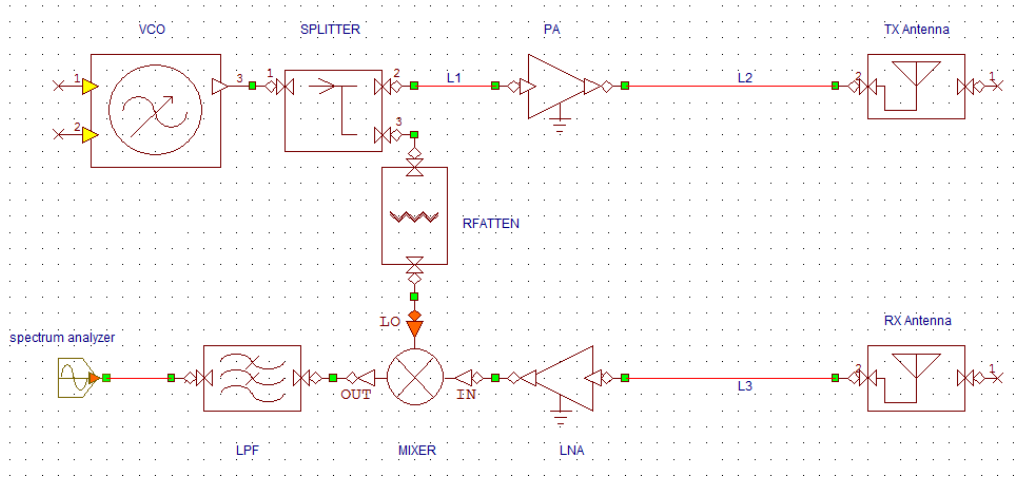 VCO
SPLITTER
PA
TX Antenna
1
3
1
2
L1
L2
2
1
2
3
RFATTEN
LO
RX Antenna
spectrum analyzer
2
1
OUT
IN
L3
LPF
MIXER
LNA